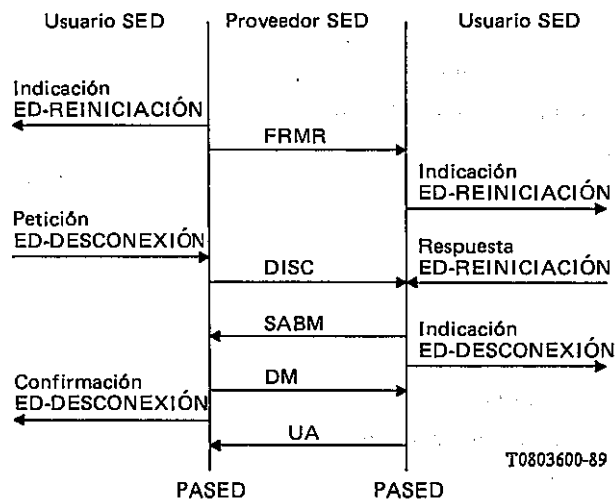 Usuario SED Proveedor SED Usuario SED
Indicación
ED-REINICIACIÓN
FRMR
Indicación
ED-REINICIACIÓN
Petición
ED-DESCONEXIÓN
Respuesta
ED-REINICIACIÓN
DISC
SABM
Indicación
ED-DESCONEXIÓN
Confirmación
ED-DESCONEXIÓN
DM
UA
T0803600-89
PASED PASED